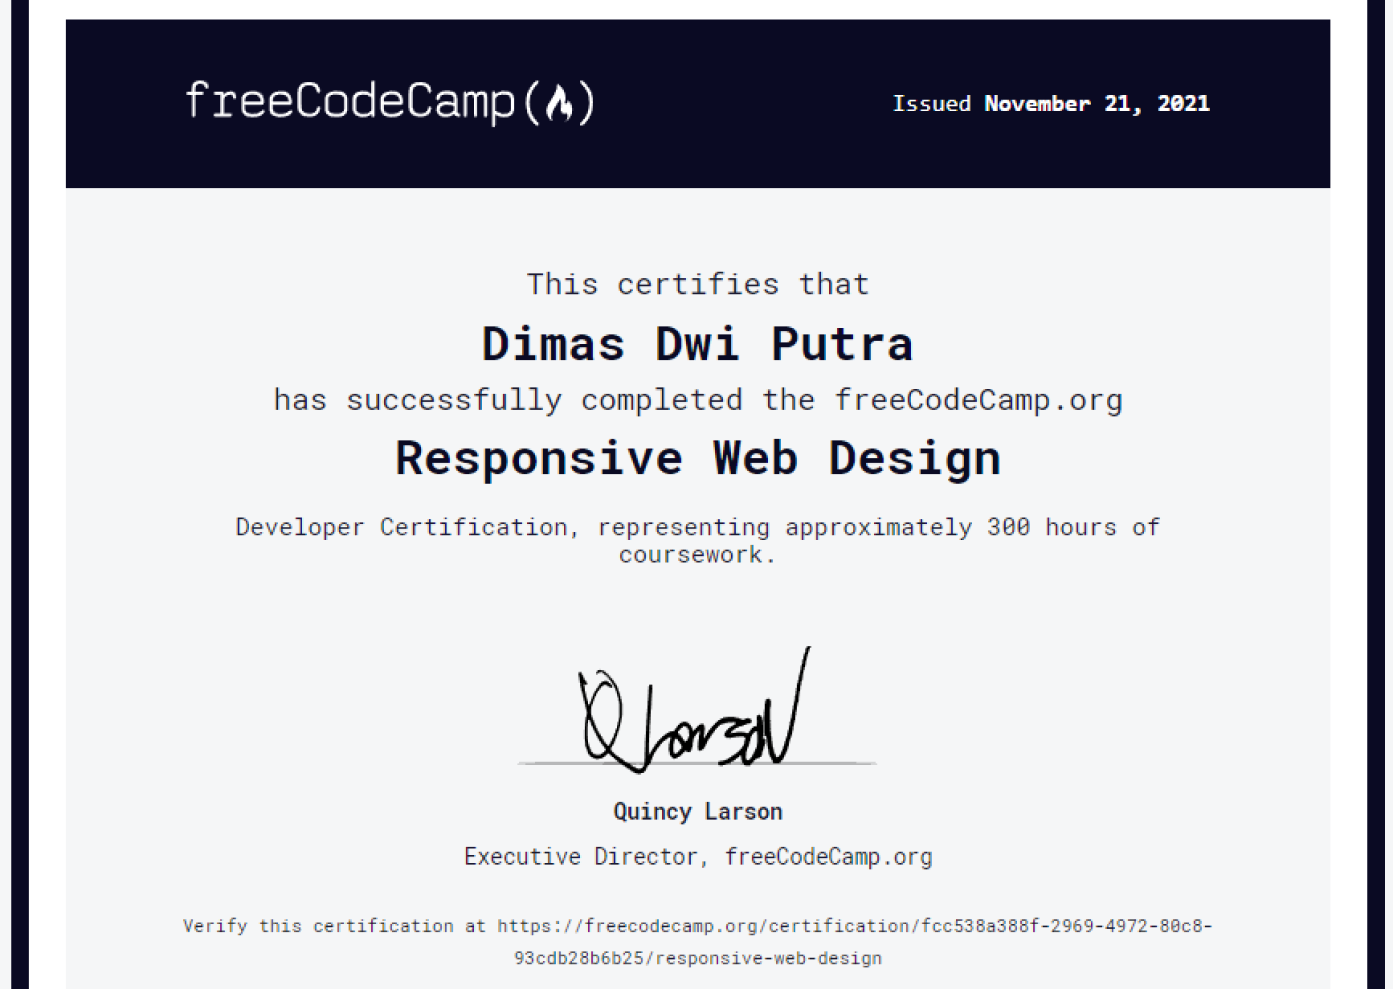 freeCodeCamp(🔥)
Issued November 21, 2021
This certifies that
Dimas Dwi Putra
has successfully completed the freeCodeCamp.org
Responsive Web Design
Developer Certification, representing approximately 300 hours of
coursework.
Q Larson
Quincy Larson
Executive Director, freeCodeCamp.org
Verify this certification at https://freecodecamp.org/certification/fcc538a388f-2969-4972-80c8-
93cdb28b6b25/responsive-web-design